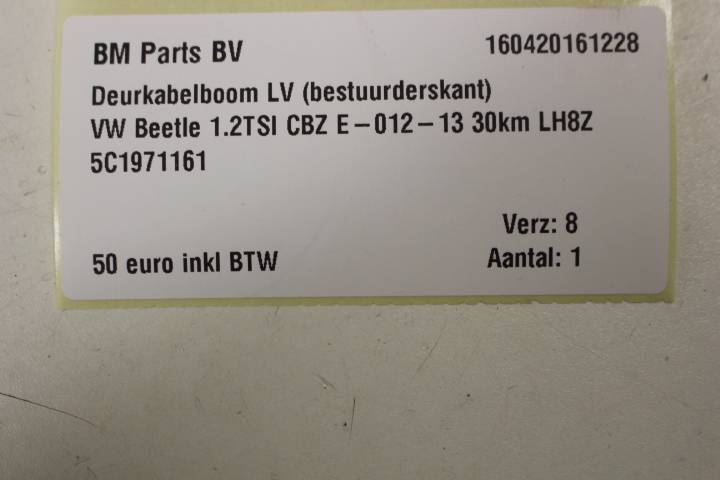 BM Parts BV 160420161228
Deurkabelboom LV (bestuurderskant)
VW Beetle 1.2TSI CBZ E-012-13 30km LH8Z
5C1971161
Verz: 8
50 euro inkl BTW Aantal: 1